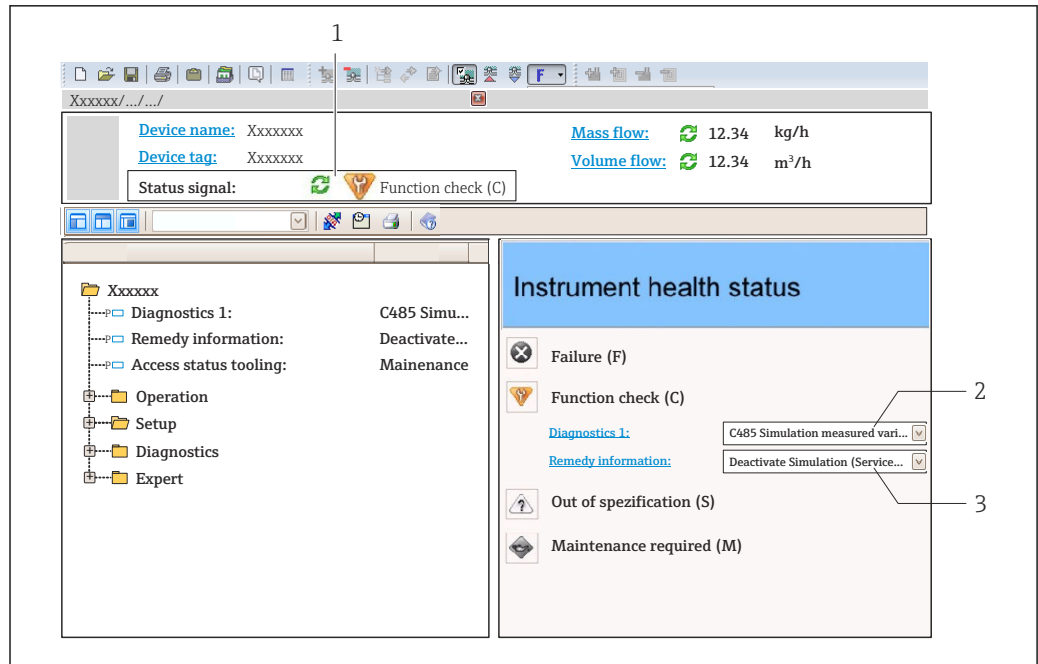 1
F
Xxxxxx/.../.../
Device name: Xxxxxxx
Mass flow: 12.34 kg/h
Device tag: Xxxxxxx
Volume flow: 12.34 m³/h
Status signal: Function check (C)
Xxxxxx
Diagnostics 1: C485 Simu...
Remedy information: Deactivate...
Access status tooling: Mainenance
Operation
Setup
Diagnostics
Expert
Instrument health status
Failure (F)
Function check (C)
2
Diagnostics 1: C485 Simulation measured vari...
Remedy information: Deactivate Simulation (Service...
Out of spezification (S)
3
Maintenance required (M)